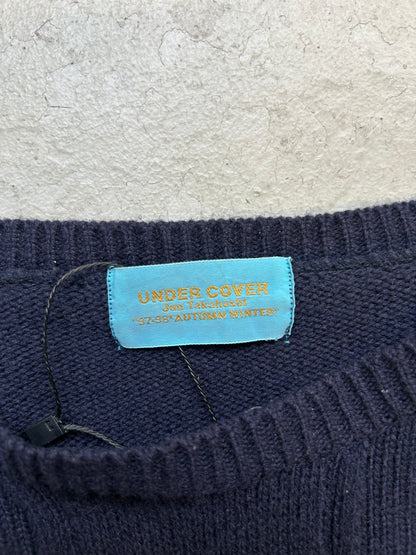 UNDER COVER
Jun Takahashi
"97-98" AUTUMN WINTER